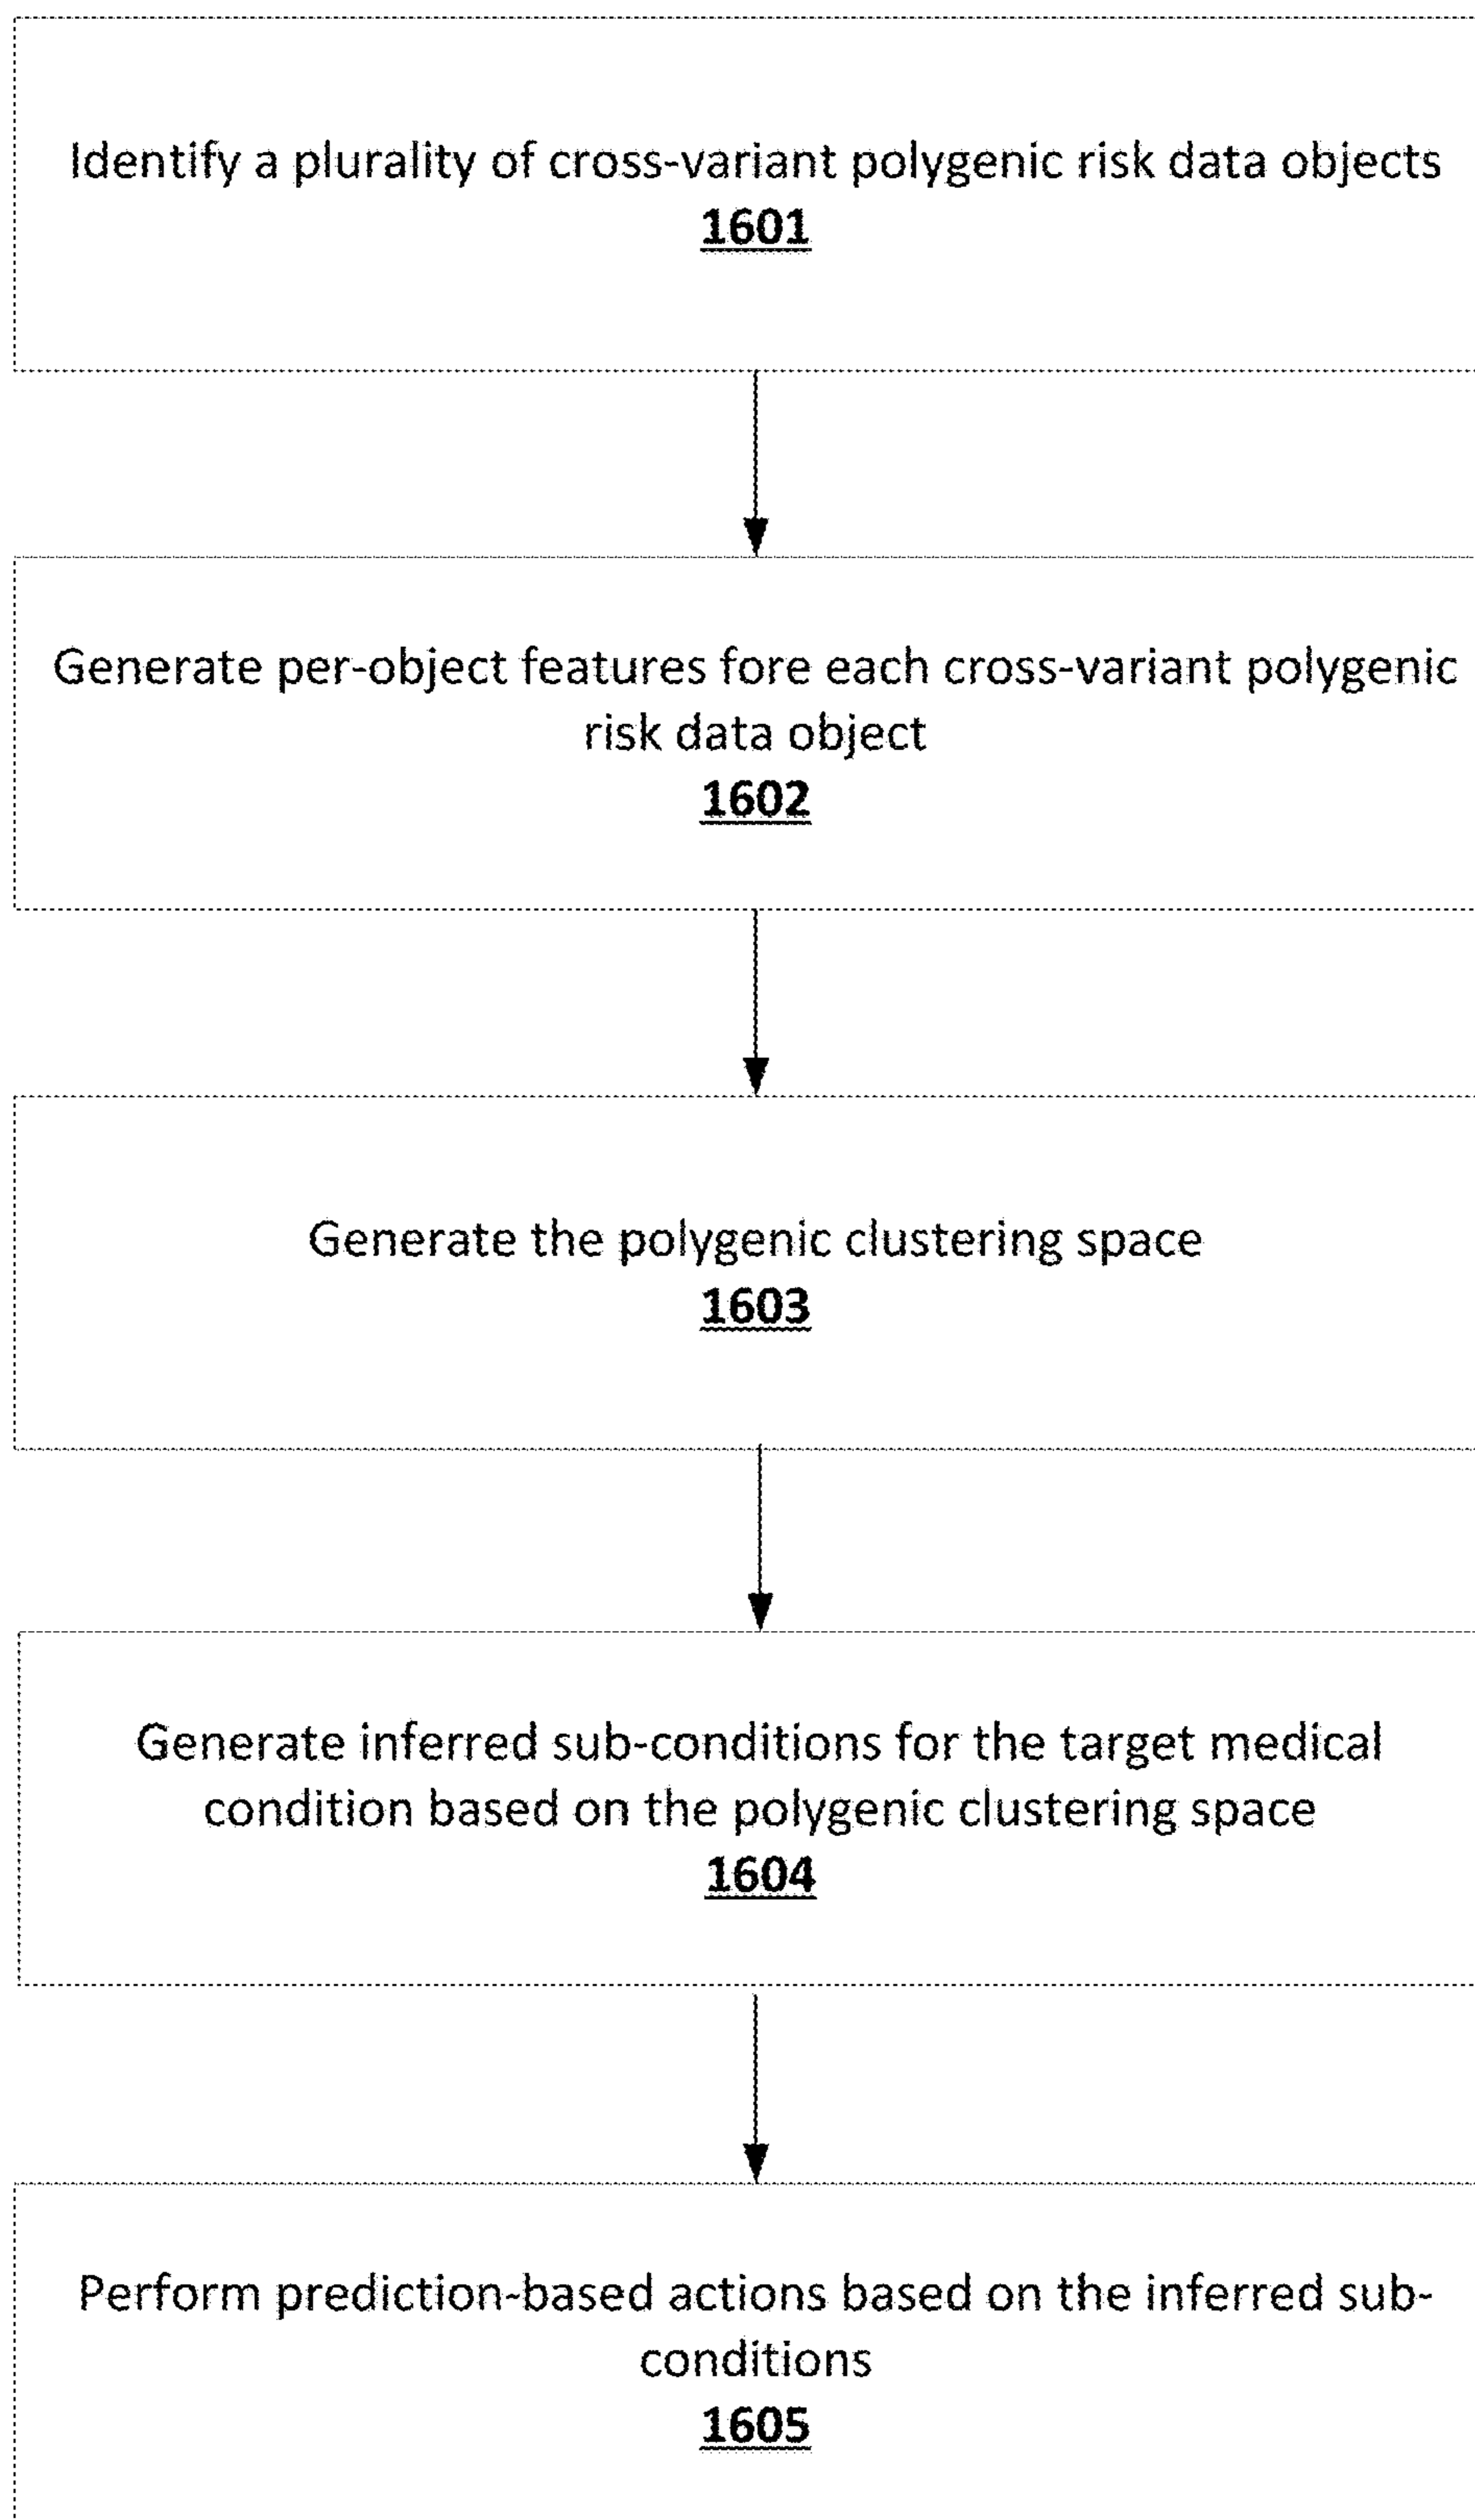 Identify a plurality of cross-variant polygenic risk data objects
1601
Generate per-object features fore each cross-variant polygenic
risk data object
1602
Generate the polygenic clustering space
1603
Generate inferred sub-conditions for the target medical
condition based on the polygenic clustering space
1604
Perform prediction-based actions based on the inferred sub-
conditions
1605